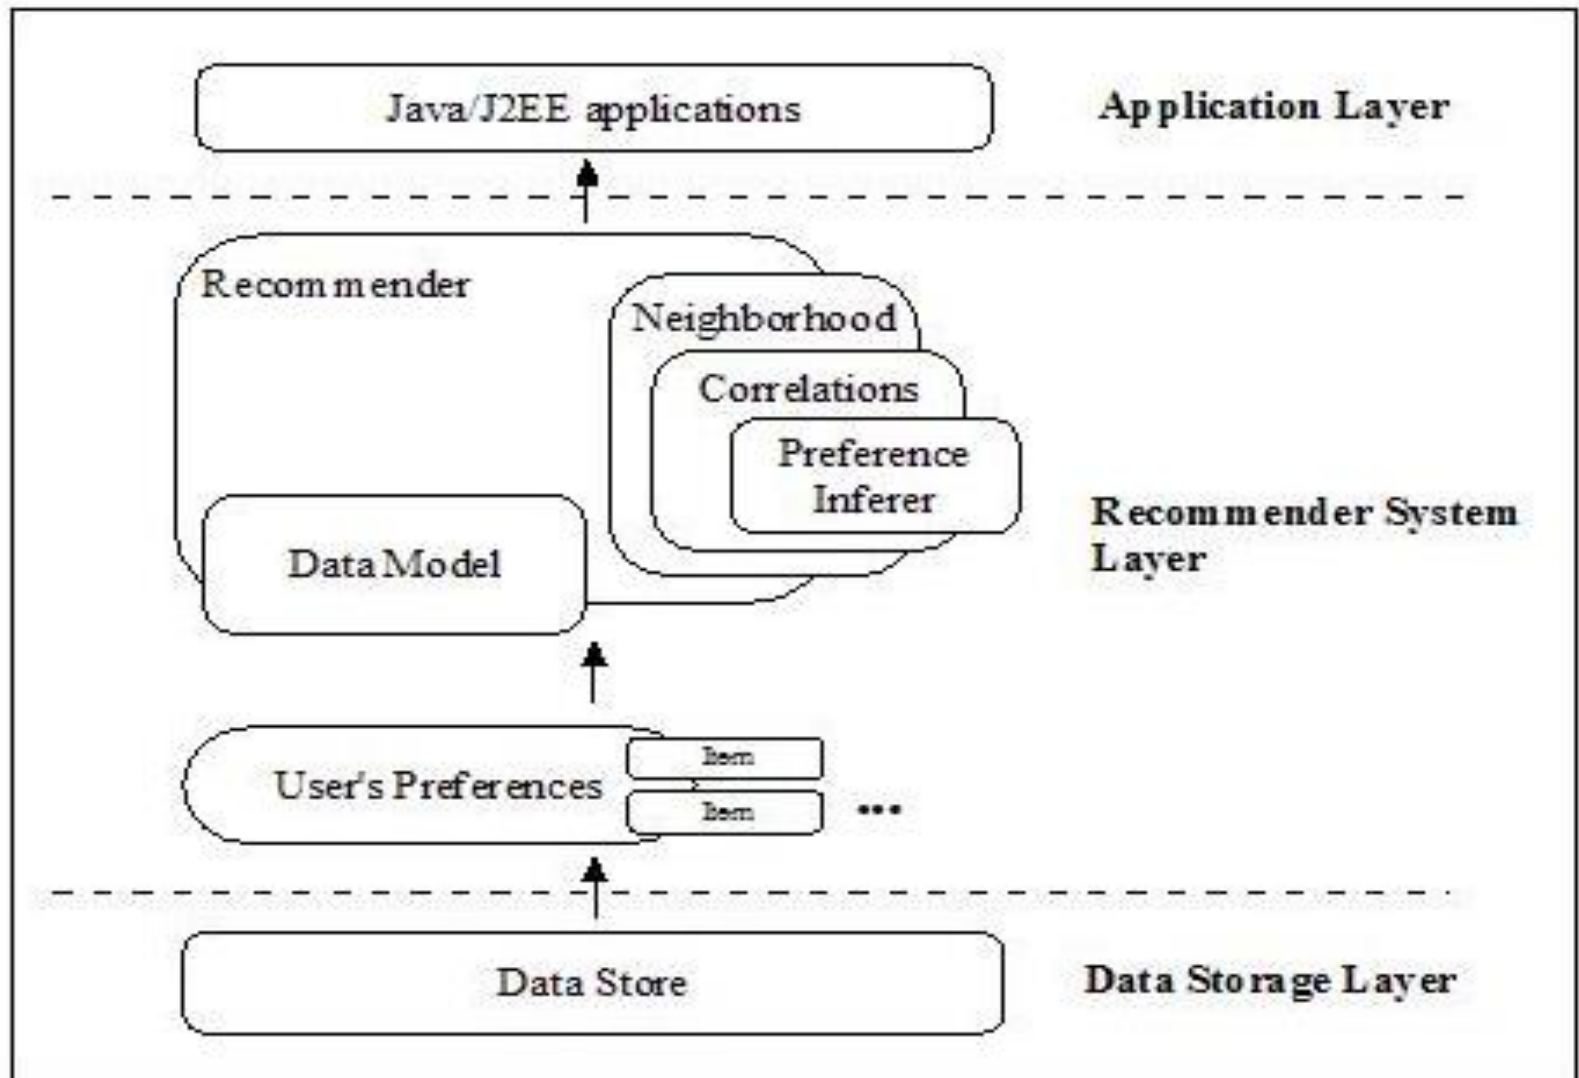 Java/J2EE applications
Application Layer
Recommender
Neighborhood
Correlations
Preference
Inferer
Recommender System
Layer
Data Model
User's Preferences
Item
Item
...
Data Store
Data Storage Layer